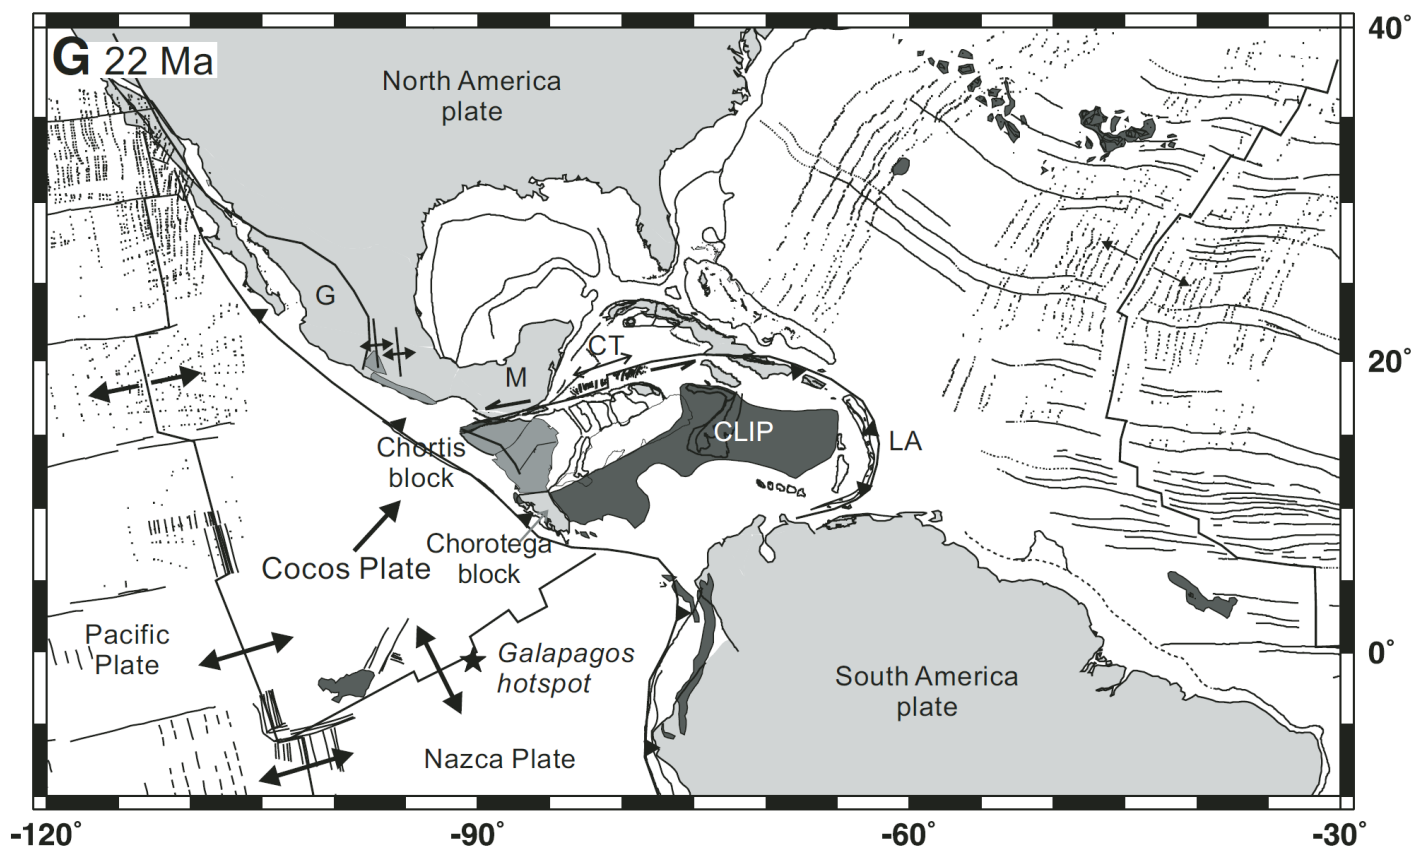 G 22 Ma
40°
North America
plate
G
CT
20°
M
CLIP
LA
Chortis
block
Chorotega
block
Cocos Plate
Pacific
Plate
Galapagos
hotspot
0°
South America
plate
Nazca Plate
-120°
-90°
-60°
-30°